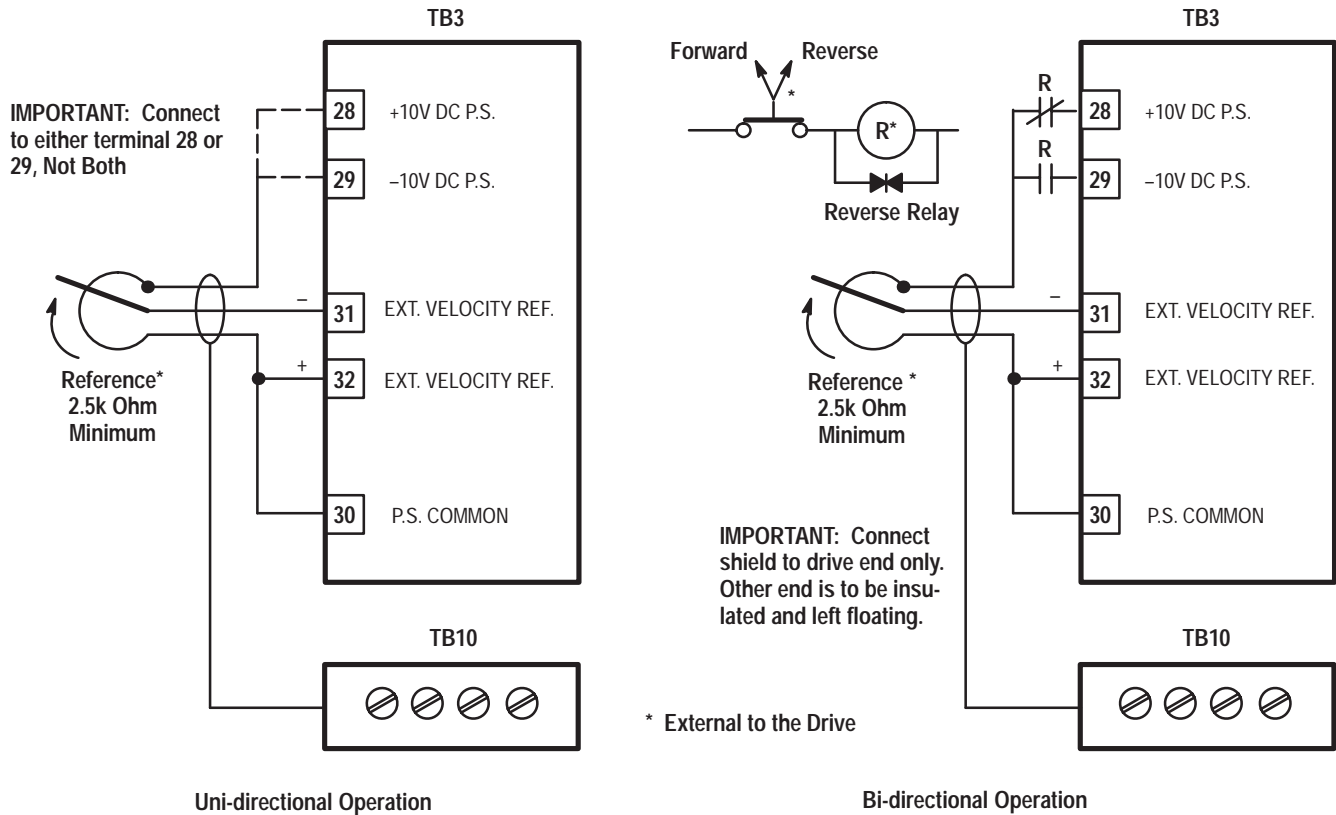 TB3
IMPORTANT: Connect
to either terminal 28 or
29, Not Both
28 +10V DC P.S.
29 –10V DC P.S.
– 31 EXT. VELOCITY REF.
+ 32 EXT. VELOCITY REF.
Reference*
2.5k Ohm
Minimum
30 P.S. COMMON
TB10
Uni-directional Operation
TB3
Forward Reverse
*
R*
Reverse Relay
R
28 +10V DC P.S.
R
29 –10V DC P.S.
– 31 EXT. VELOCITY REF.
+ 32 EXT. VELOCITY REF.
Reference *
2.5k Ohm
Minimum
30 P.S. COMMON
IMPORTANT: Connect
shield to drive end only.
Other end is to be insu-
lated and left floating.
TB10
* External to the Drive
Bi-directional Operation